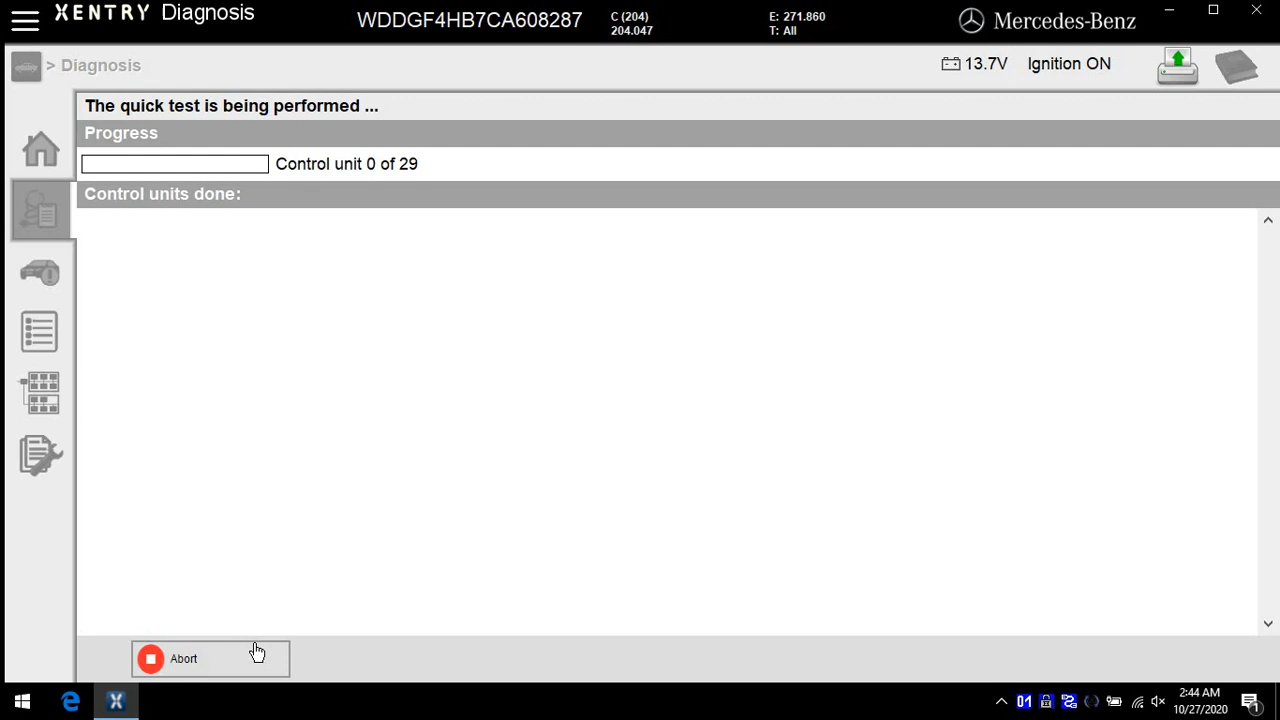 XENTRY Diagnosis
WDDGF4HB7CA608287
C (204)
204.047
E: 271.860
T: All
Mercedes-Benz
> Diagnosis
13.7V
Ignition ON
The quick test is being performed ...
Progress
Control unit 0 of 29
Control units done:
Abort
01
2:44 AM
10/27/2020
1